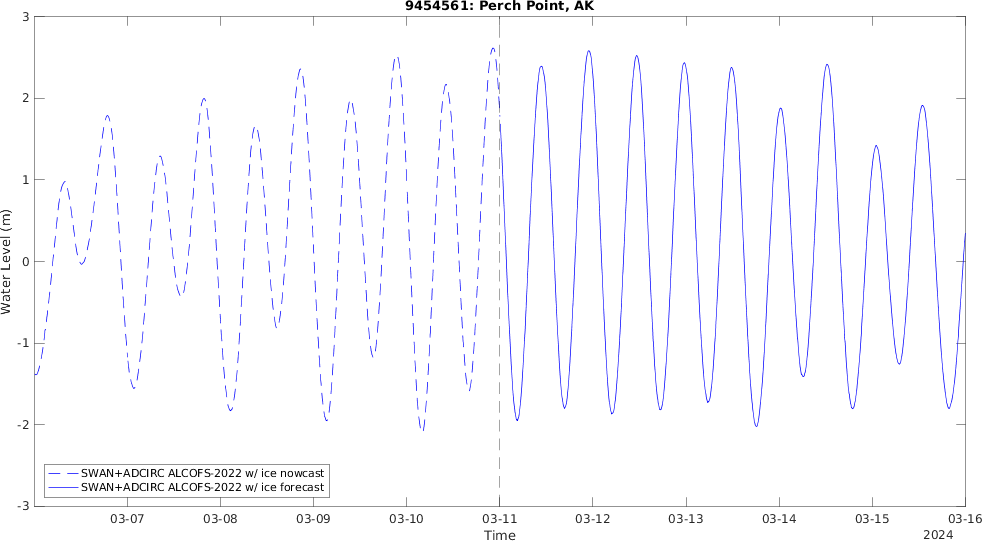 9454561: Perch Point, AK
3
2
1
0
-1
-2
-3
Water Level (m)
SWAN+ADCIRC ALCOFS-2022 w/ ice nowcast
SWAN+ADCIRC ALCOFS-2022 w/ ice forecast
03-07 03-08 03-09 03-10 03-11 03-12 03-13 03-14 03-15 03-16
Time
2024